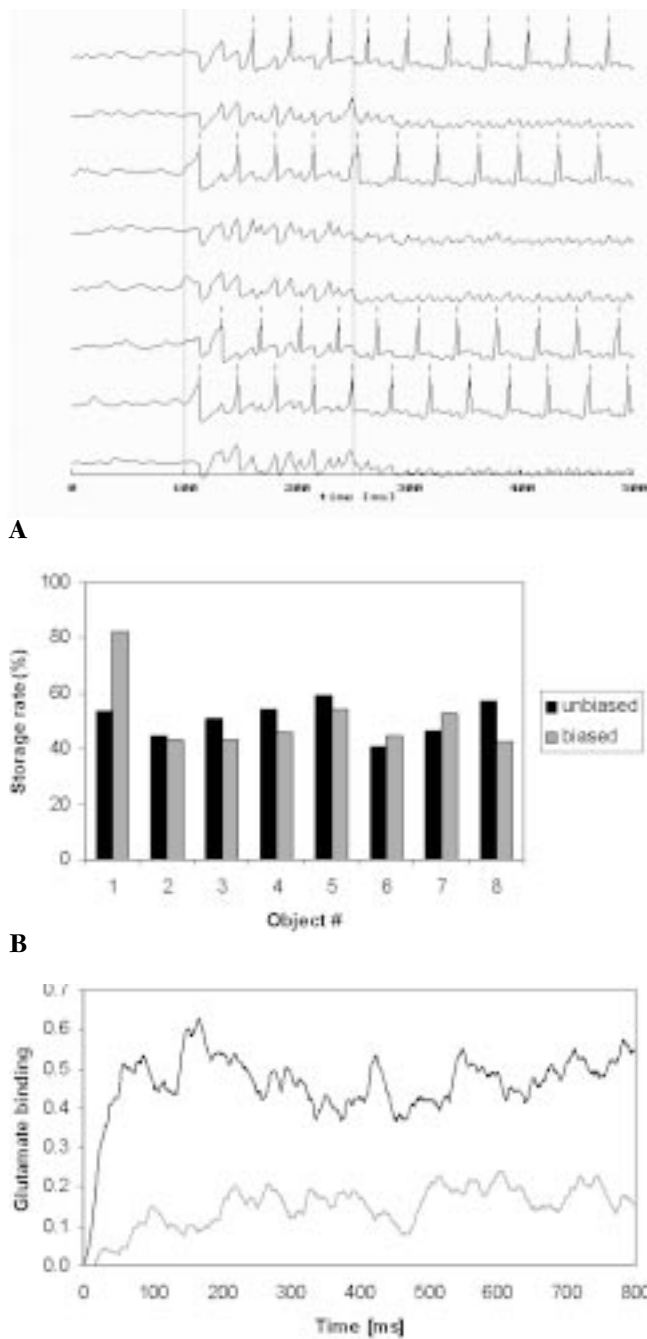 0 100 200 300 400 500
time [ms]
A
100
80
60
40
20
0
Storage rate (%)
unbiased
biased
1 2 3 4 5 6 7 8
Object #
B
0.7
0.6
0.5
0.4
0.3
0.2
0.1
0.0
Glutamate binding
0 100 200 300 400 500 600 700 800
Time [ms]